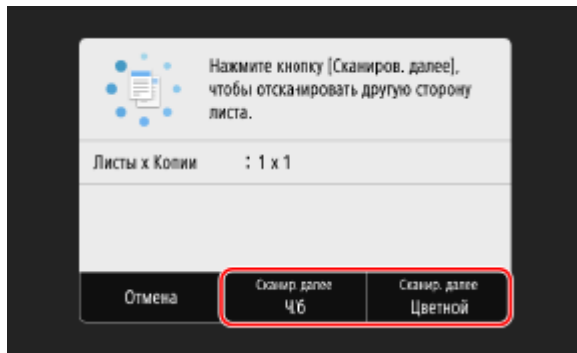 Нажмите кнопку [Сканиров. далее],
чтобы отсканировать другую сторону
листа.
Листы x Копии : 1 x 1
Отмена
Сканир. далее
Ч/б
Сканир. далее
Цветной